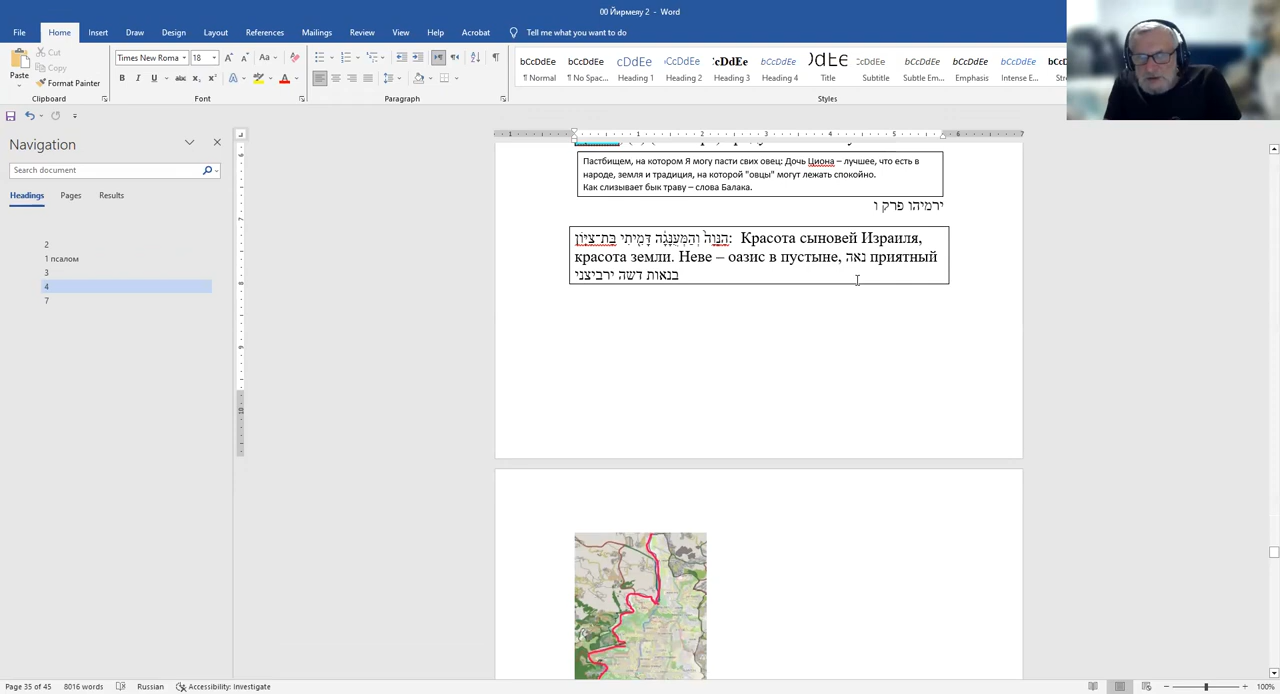 00 Йирмеяу 2 - Word
File Home Insert Draw Design Layout References Mailings Review View Help Acrobat Tell me what you want to do
Paste
Cut
Copy
Format Painter
Clipboard
Times New Roma 18
Font
Paragraph
AaBbCcDdEe
¶ Normal ¶ No Spac... Heading 1 Heading 2 Heading 3 Heading 4 Title Subtitle Subtle Em... Emphasis Intense E...
Styles
Navigation
Search document
Headings Pages Results
2
1 псалом
3
4
7
Пастбищем, на котором Я могу пасти свих овец: Дочь Циона – лучшее, что есть в
народе, земля и традиция, на которой "овцы" могут лежать спокойно.
Как слизывает бык траву – слова Балака.
ירמיהו פרק ו
הַנָּוָה֙ וְהַמְּעֻנָּגָ֔ה דָּמִ֖יתִי בַּת־צִיּֽוֹן: Красота сыновей Израиля,
красота земли. Неве – оазис в пустыне, נאה приятный
בנאות דשה ירביצני
Page 35 of 45 8016 words Russian Accessibility: Investigate 100%